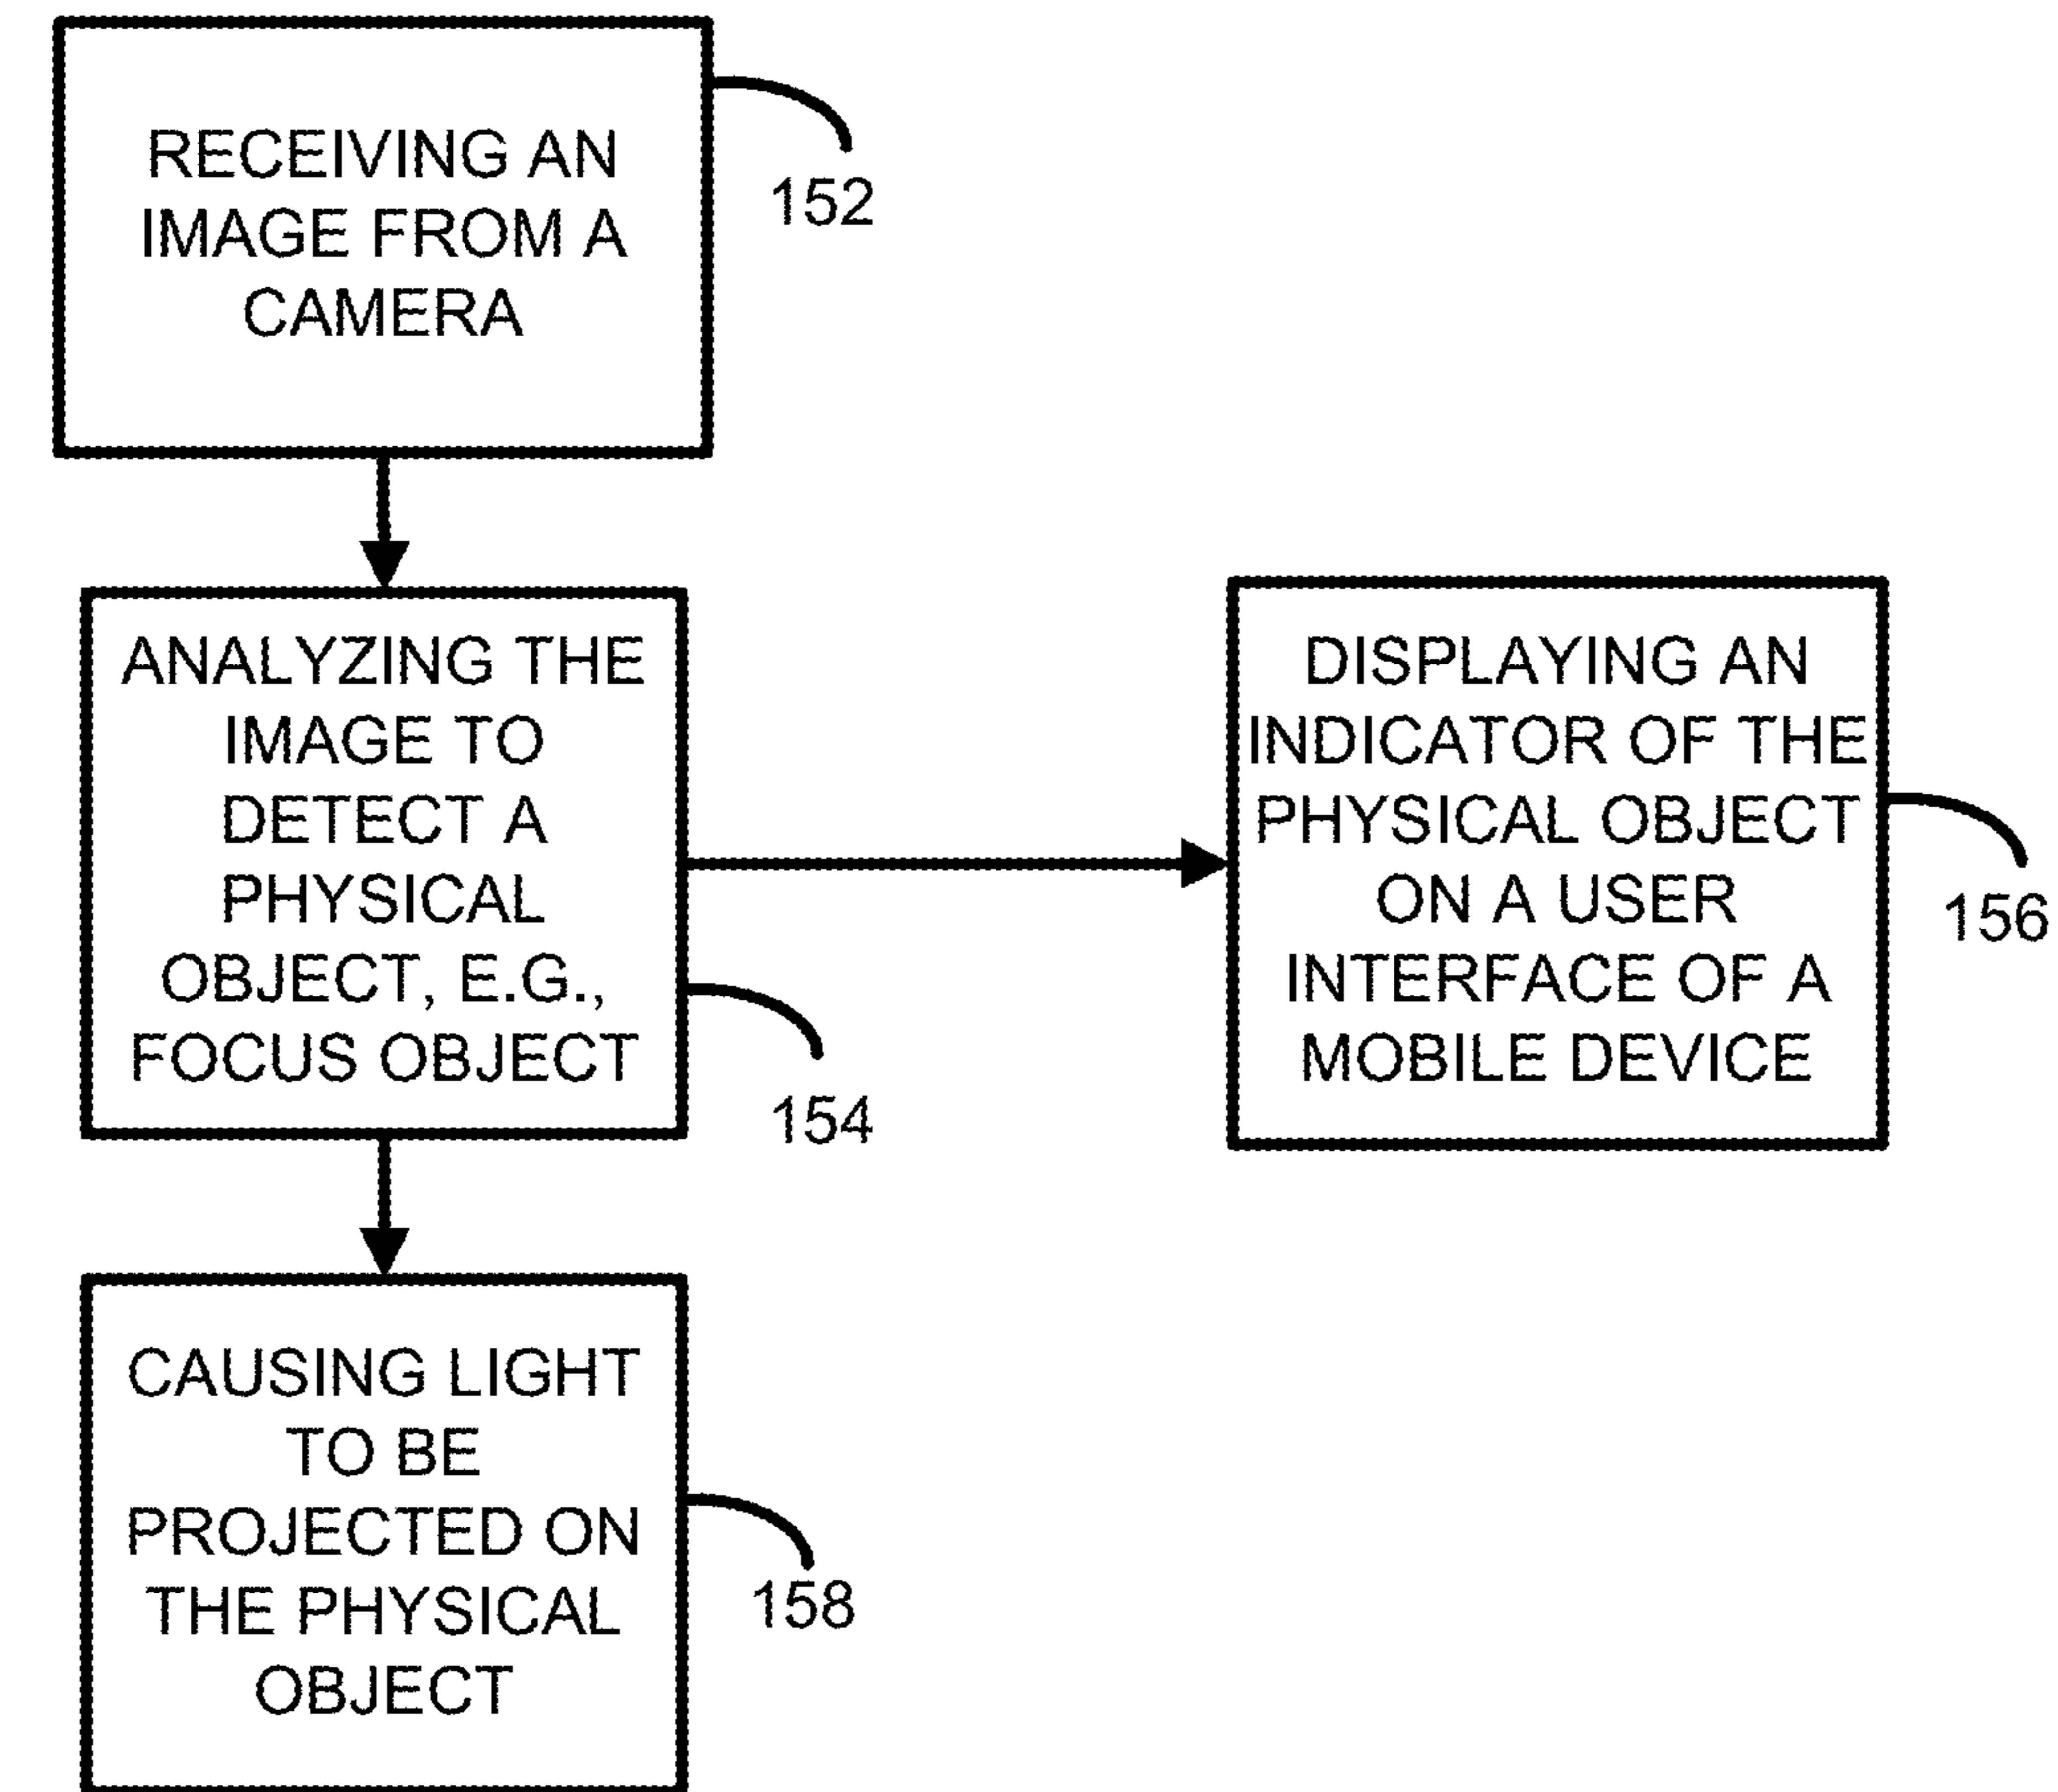 RECEIVING AN
IMAGE FROM A
CAMERA
152
ANALYZING THE
IMAGE TO
DETECT A
PHYSICAL
OBJECT, E.G.,
FOCUS OBJECT
154
DISPLAYING AN
INDICATOR OF THE
PHYSICAL OBJECT
ON A USER
INTERFACE OF A
MOBILE DEVICE
156
CAUSING LIGHT
TO BE
PROJECTED ON
THE PHYSICAL
OBJECT
158